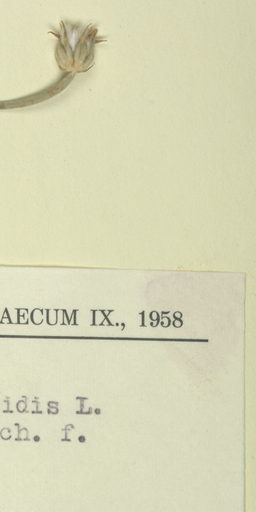 AECUM IX., 1958
idis L.
ch. f.